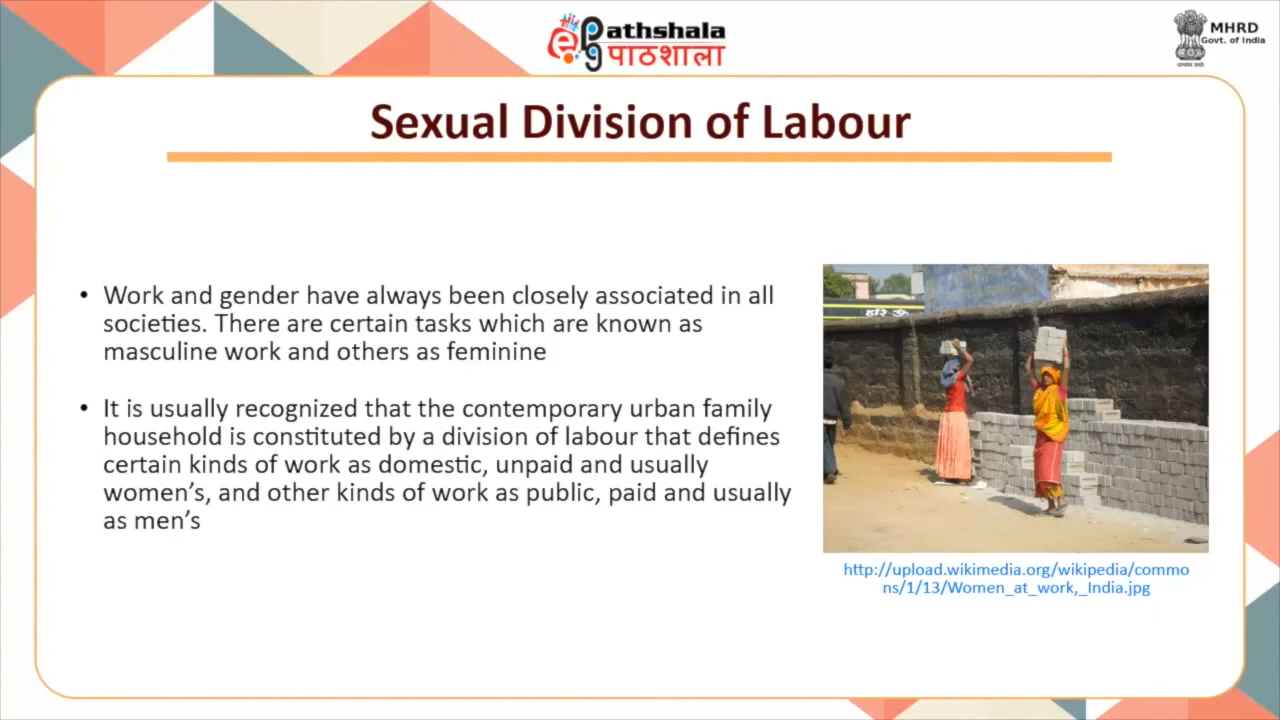 Pathshala
पाठशाला
MHRD
Govt. of India
Sexual Division of Labour
• Work and gender have always been closely associated in all
societies. There are certain tasks which are known as
masculine work and others as feminine
• It is usually recognized that the contemporary urban family
household is constituted by a division of labour that defines
certain kinds of work as domestic, unpaid and usually
women’s, and other kinds of work as public, paid and usually
as men’s
http://upload.wikimedia.org/wikipedia/commo
ns/1/13/Women_at_work,_India.jpg